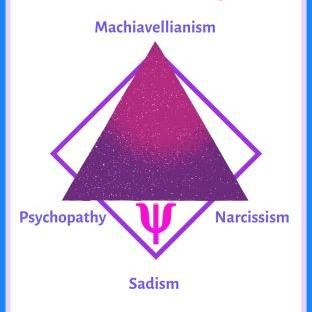 Machiavellianism
Psychopathy
Ψ
Narcissism
Sadism